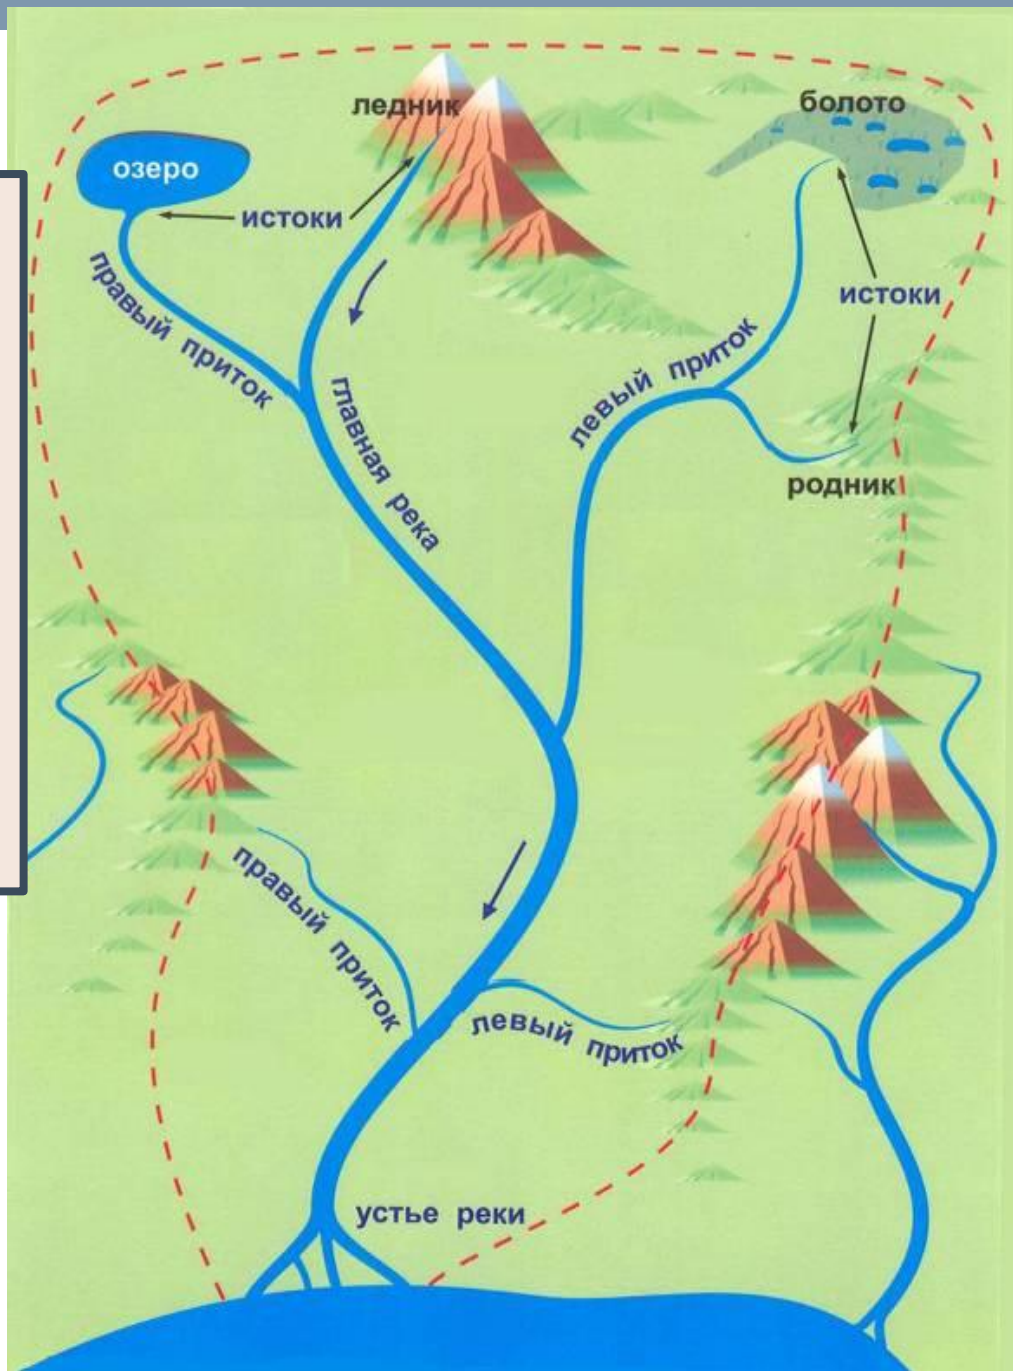 ледник
болото
озеро
истоки
истоки
правый приток
левый приток
главная река
родник
правый приток
левый приток
устье реки